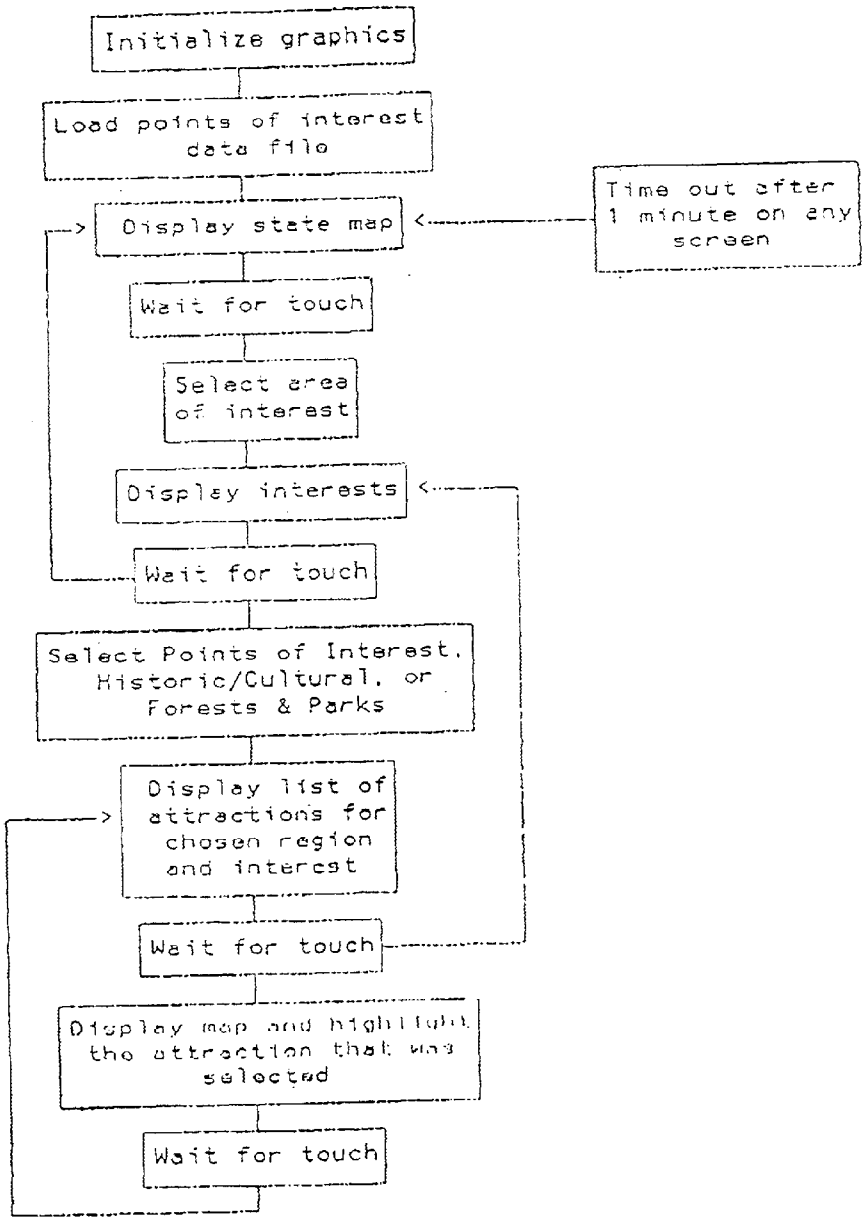 Initialize graphics
Load points of interest
data file
Display state map
Time out after
1 minute on any
screen
Wait for touch
Select area
of interest
Display interests
Wait for touch
Select Points of Interest,
Historic/Cultural, or
Forests & Parks
Display list of
attractions for
chosen region
and interest
Wait for touch
Display map and highlight
the attraction that was
selected
Wait for touch